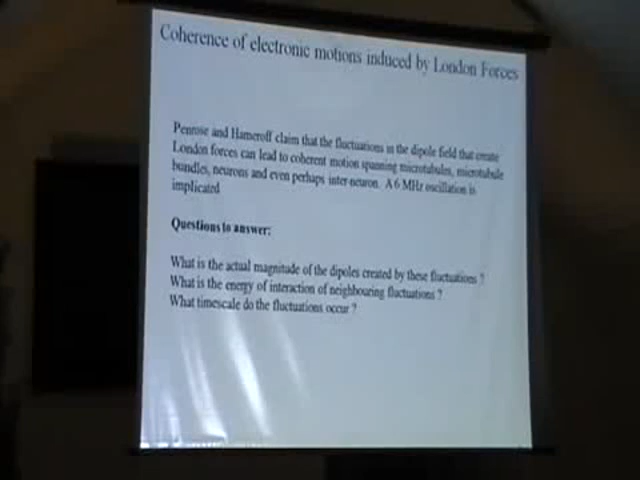 Coherence of electronic motions induced by London Forces
Penrose and Hameroff claim that the fluctuations in the dipole field that create
London forces can lead to coherent motion spanning microtubules, microtubule
bundles, neurons and even perhaps inter-neuron. A 6 MHz oscillation is
implicated
Questions to answer:
What is the actual magnitude of the dipoles created by these fluctuations ?
What is the energy of interaction of neighbouring fluctuations ?
What timescale do the fluctuations occur ?